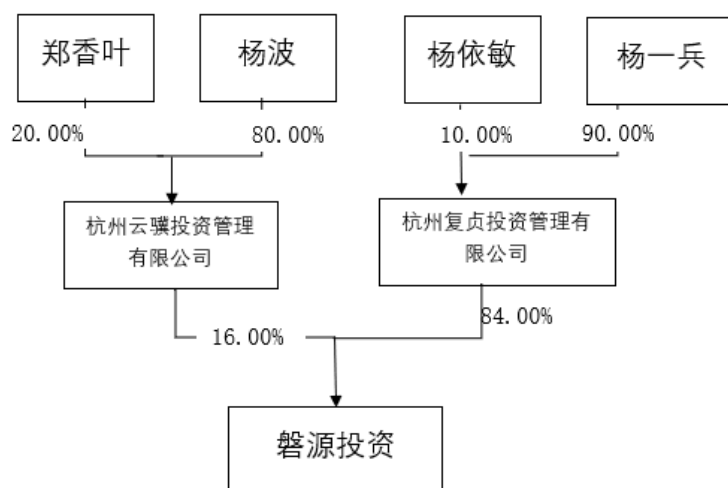 郑香叶
杨波
杨依敏
杨一兵
20.00%
80.00%
10.00%
90.00%
杭州云骥投资管理
有限公司
杭州复贞投资管理有
限公司
16.00%
84.00%
磐源投资